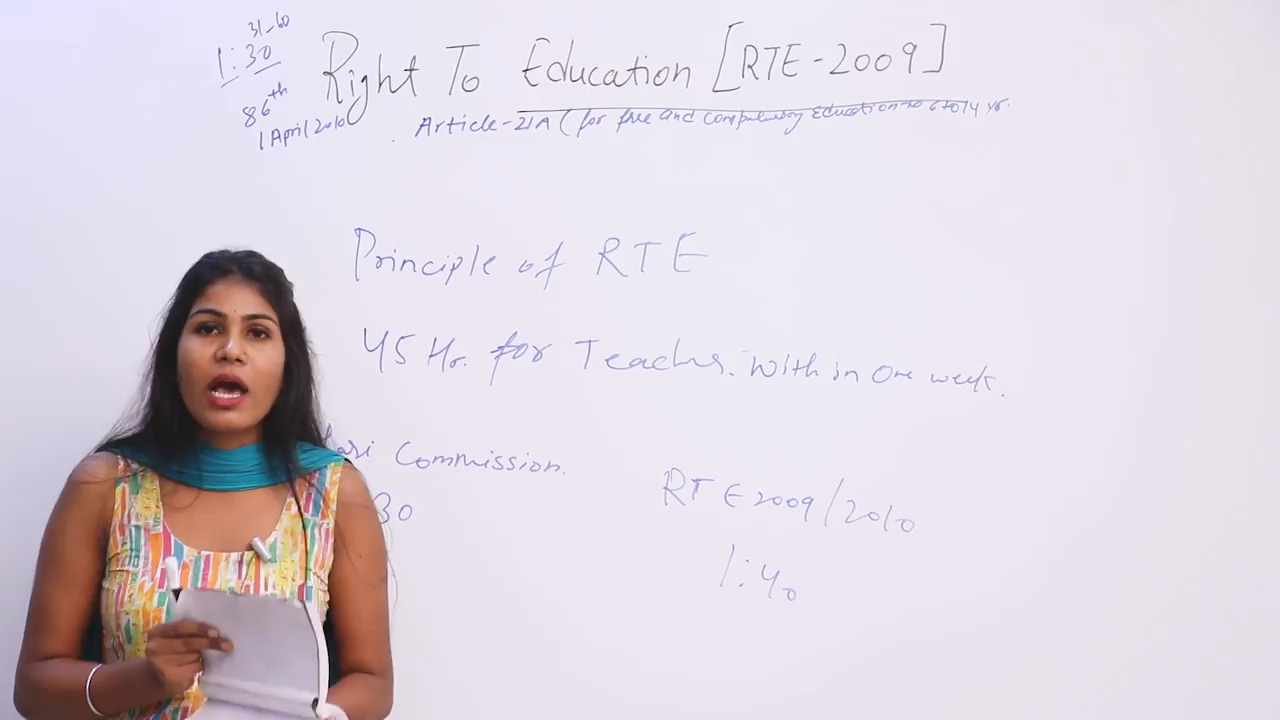 31-60
1:30
Right To Education [RTE-2009]
86th
1 April 2010
Article-21A (for free and compulsory Education to 6 to 14 yr.
Principle of RTE
45 Hr. for Teacher. With in One week.
Commission.
30
RTE 2009/2010
1:40